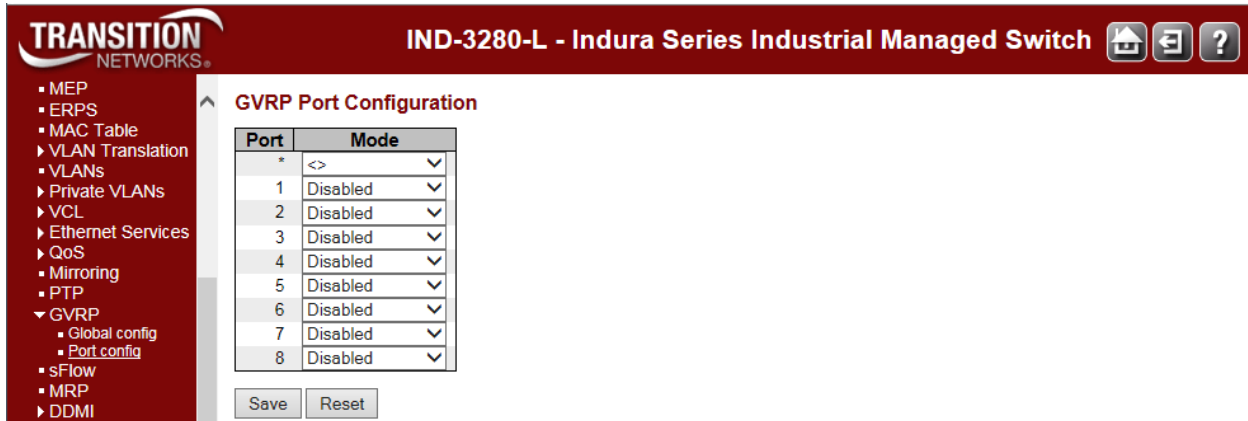 TRANSITION
NETWORKS®
IND-3280-L - Indura Series Industrial Managed Switch
?
MEP
ERPS
MAC Table
VLAN Translation
VLANs
Private VLANs
VCL
Ethernet Services
QoS
Mirroring
PTP
GVRP
Global config
Port config
sFlow
MRP
DDMI
GVRP Port Configuration
Port Mode
* <>
1 Disabled
2 Disabled
3 Disabled
4 Disabled
5 Disabled
6 Disabled
7 Disabled
8 Disabled
Save Reset